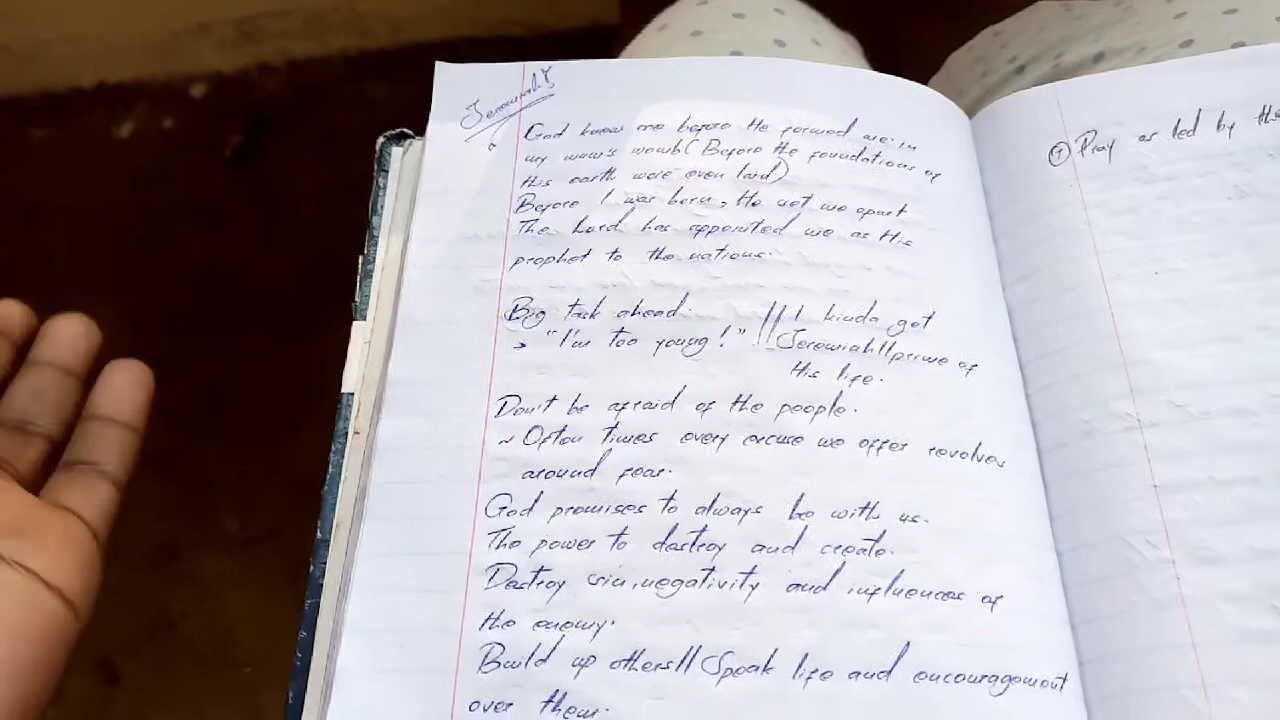 Jeremiah 1
God knew me before He formed me in
my mum's womb (Before the foundations of
this earth were even laid)
Before I was born, He set me apart
The Lord has appointed me as His
prophet to the nations.
Big task ahead.
→ "I'm too young!" !! I kinda get
Jeremiah || prime of
His life.
Don't be afraid of the people.
~ Often times every excuse we offer revolves
around fear.
God promises to always be with us.
The power to destroy and create.
Destroy sin, negativity and influences of
the enemy.
Build up others || Speak life and encouragement
over them.
Pray as led by the